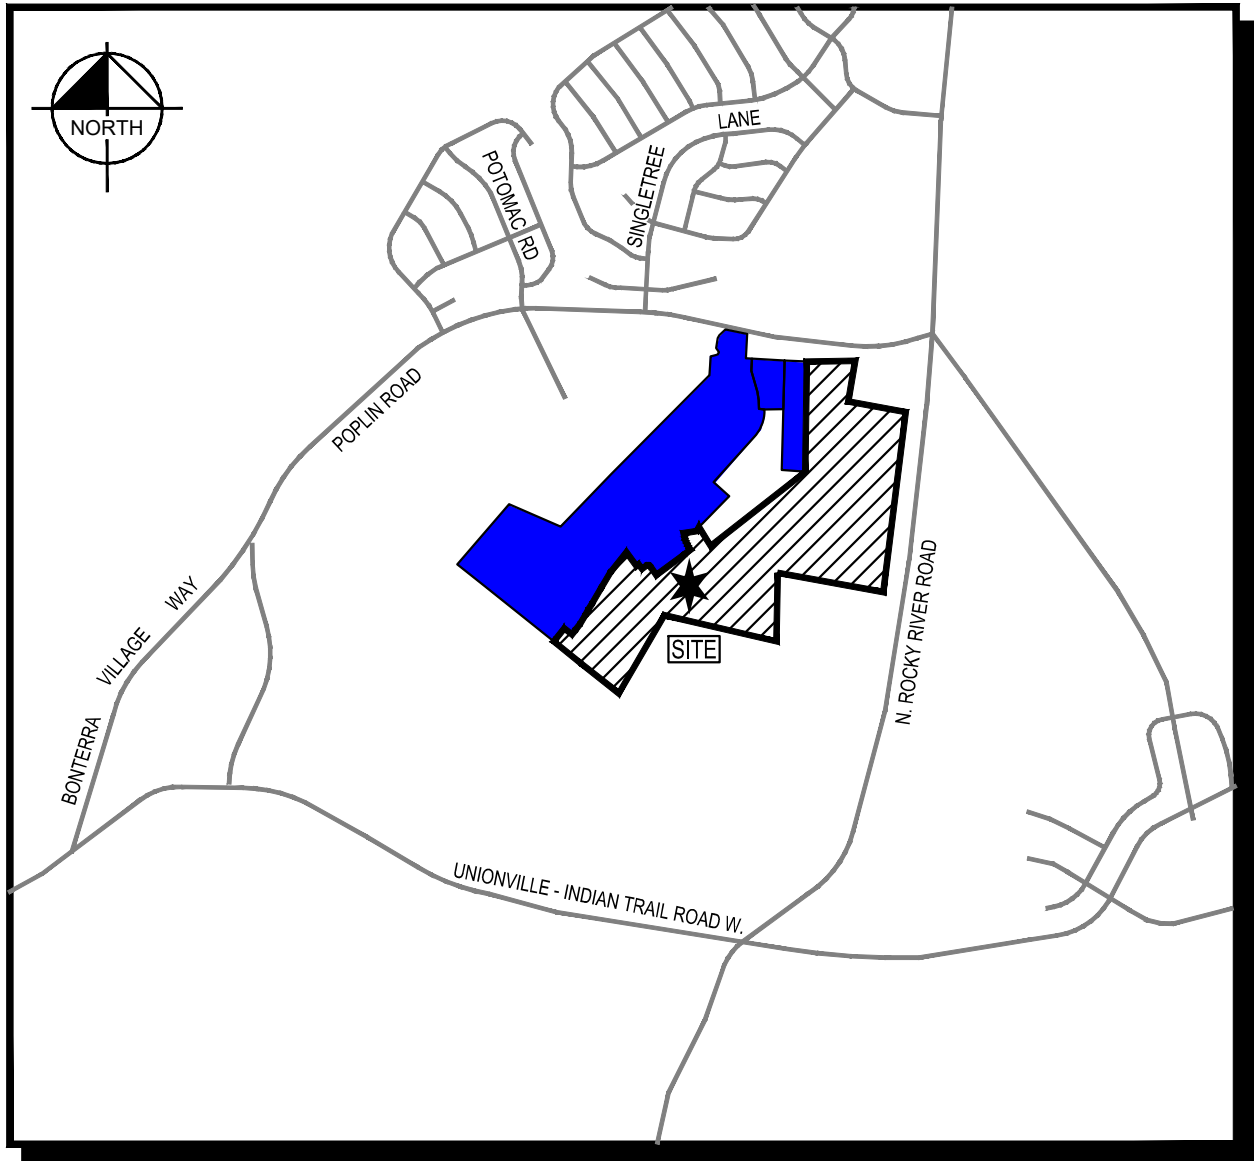 NORTH
LANE
SINGLETREE
POTOMAC RD
POPLIN ROAD
BONTERRA VILLAGE WAY
SITE
N. ROCKY RIVER ROAD
UNIONVILLE - INDIAN TRAIL ROAD W.